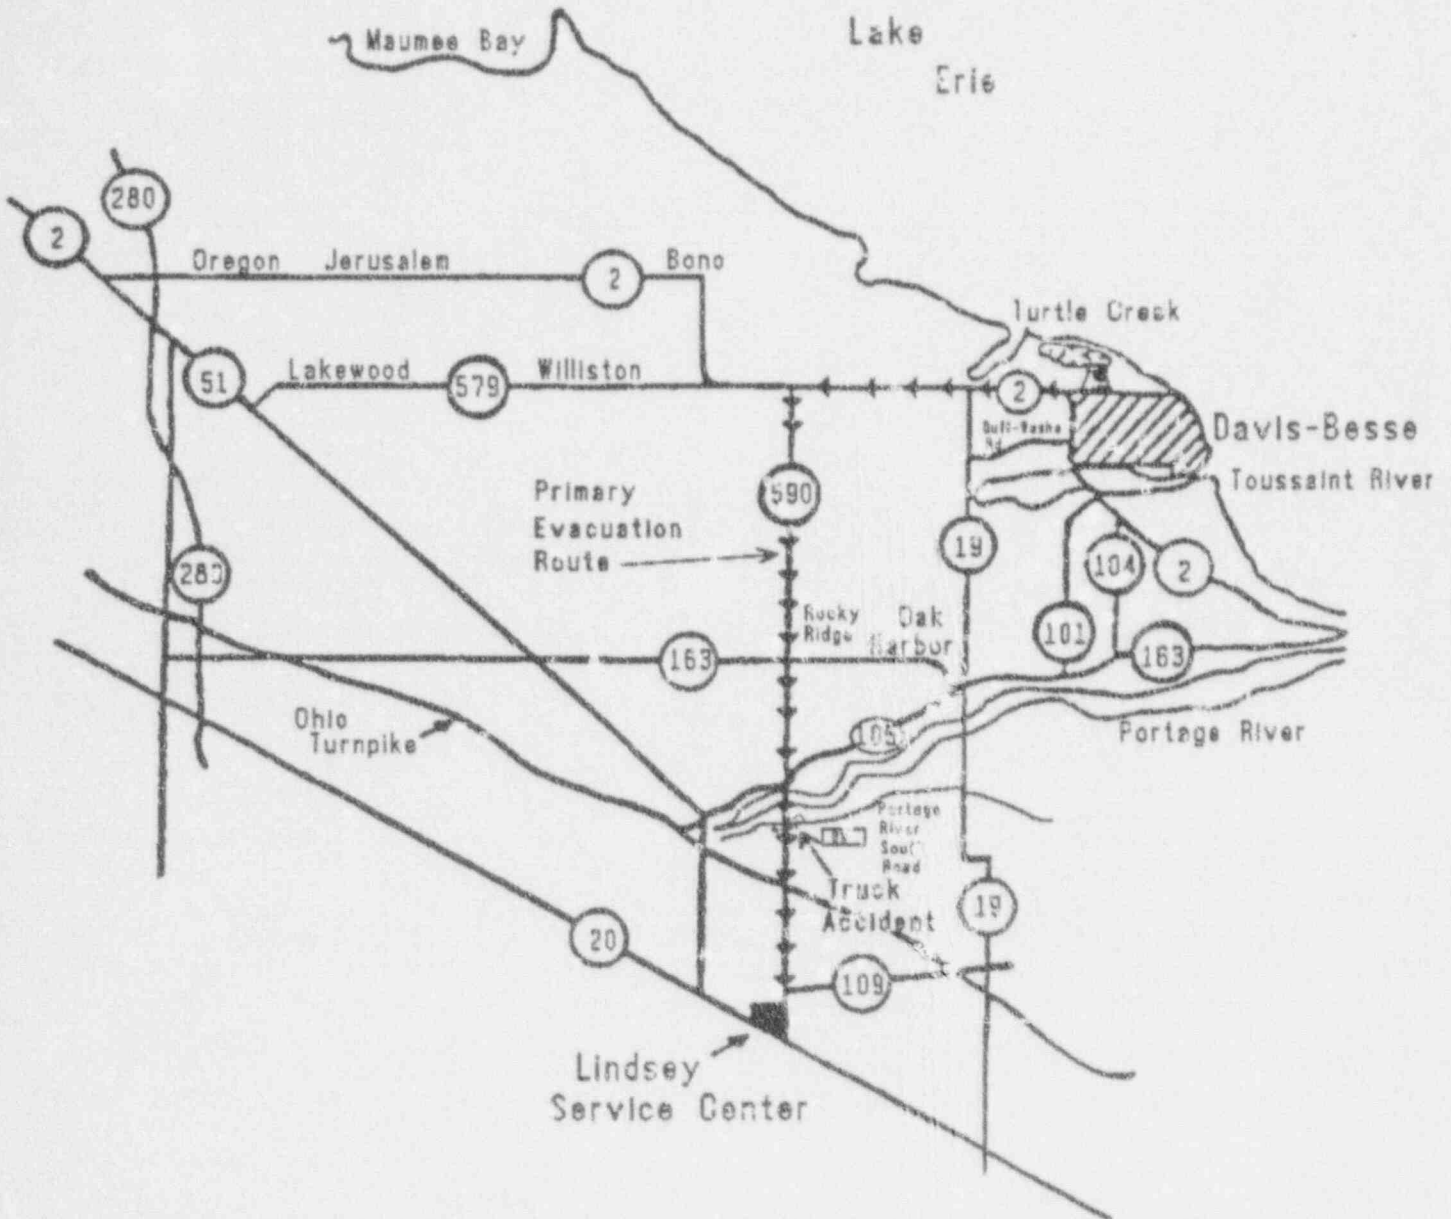 Lake
Erie
Maumee Bay
280
2
Oregon Jerusalem
2
Bono
Turtle Creek
51
Lakewood
579
Williston
2
Rd
Davis-Besse
Toussaint River
Primary
Evacuation
Route
590
19
104
2
280
Rocky
Ridge
Oak
Harbor
101
163
163
Ohio
Turnpike
105
Portage River
Portage
River
Road
Truck
Accident
19
20
109
Lindsey
Service Center